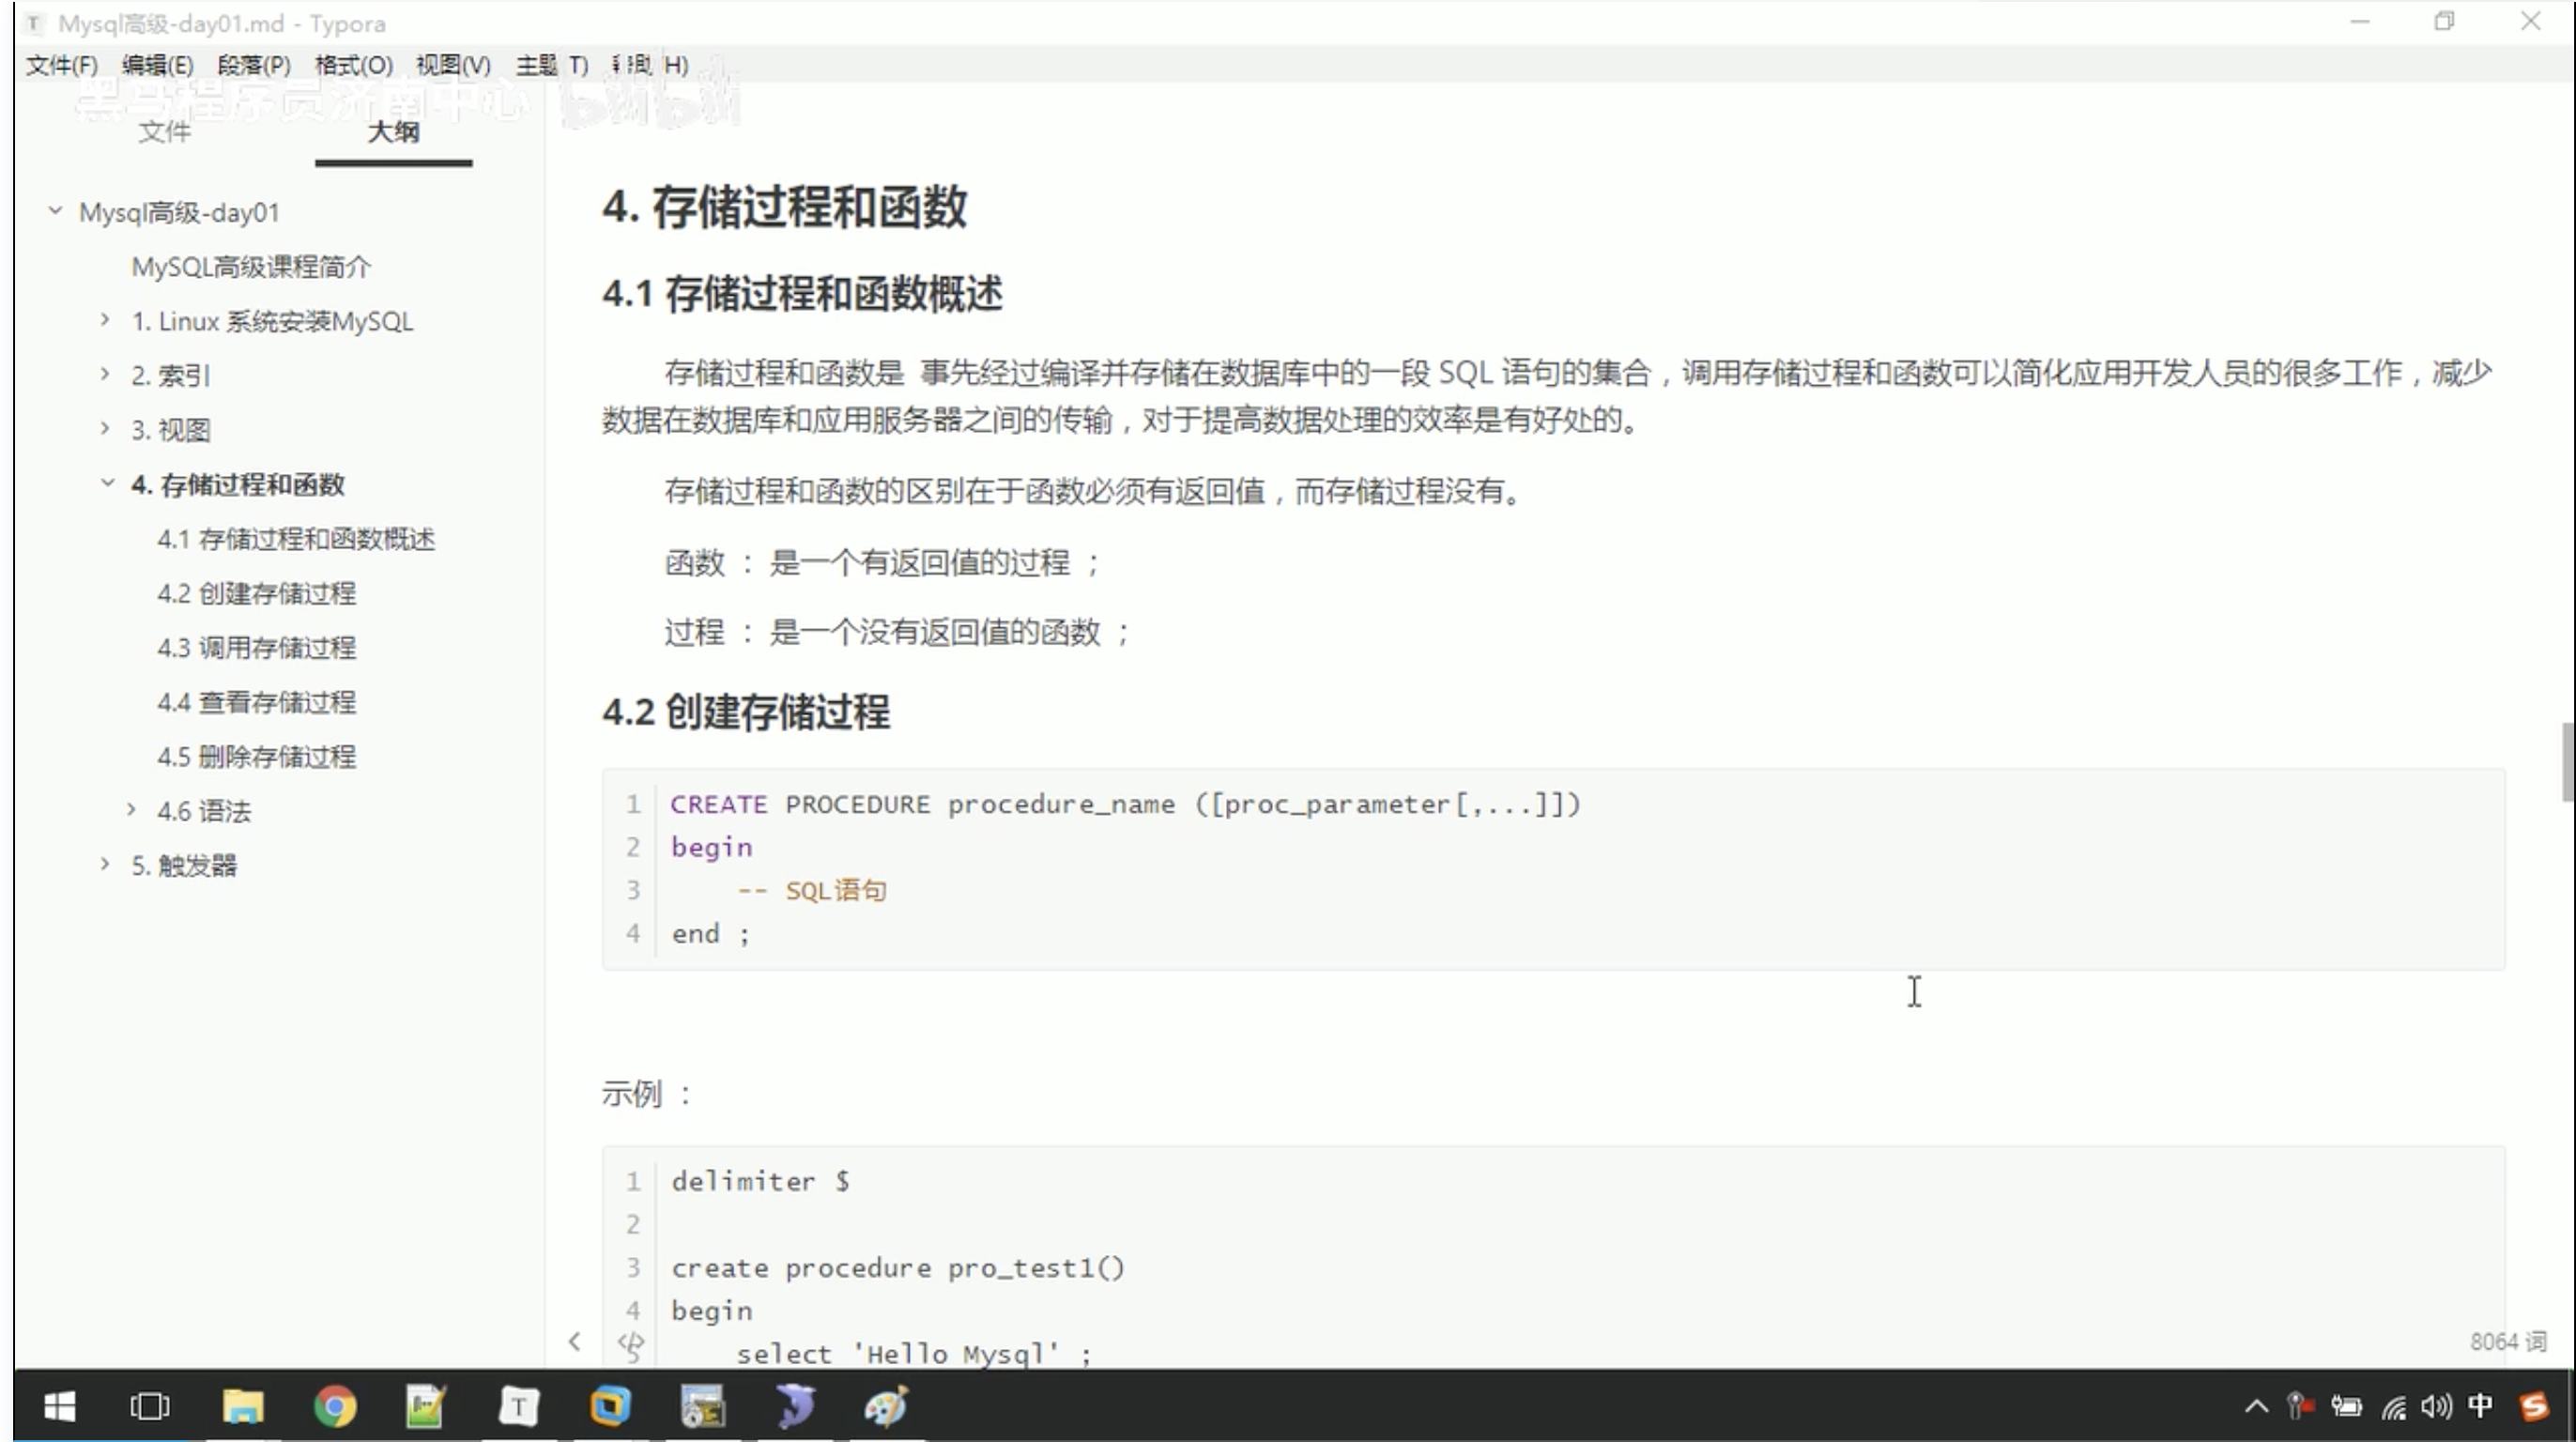 Mysql高级-day01.md - Typora
文件(F) 编辑(E) 段落(P) 格式(O) 视图(V) 主题 T) 帮助 H)
黑马程序员济南中心 bilibili
文件 大纲
Mysql高级-day01
MySQL高级课程简介
1. Linux 系统安装MySQL
2. 索引
3. 视图
4. 存储过程和函数
4.1 存储过程和函数概述
4.2 创建存储过程
4.3 调用存储过程
4.4 查看存储过程
4.5 删除存储过程
4.6 语法
5. 触发器
4. 存储过程和函数
4.1 存储过程和函数概述
存储过程和函数是 事先经过编译并存储在数据库中的一段 SQL 语句的集合，调用存储过程和函数可以简化应用开发人员的很多工作，减少
数据在数据库和应用服务器之间的传输，对于提高数据处理的效率是有好处的。
存储过程和函数的区别在于函数必须有返回值，而存储过程没有。
函数 ： 是一个有返回值的过程 ；
过程 ： 是一个没有返回值的函数 ；
4.2 创建存储过程
1 CREATE PROCEDURE procedure_name ([proc_parameter[,...]])
2 begin
3 -- SQL语句
4 end ;
示例 ：
1 delimiter $
2
3 create procedure pro_test1()
4 begin
5 select 'Hello Mysql' ;
8064 词
中